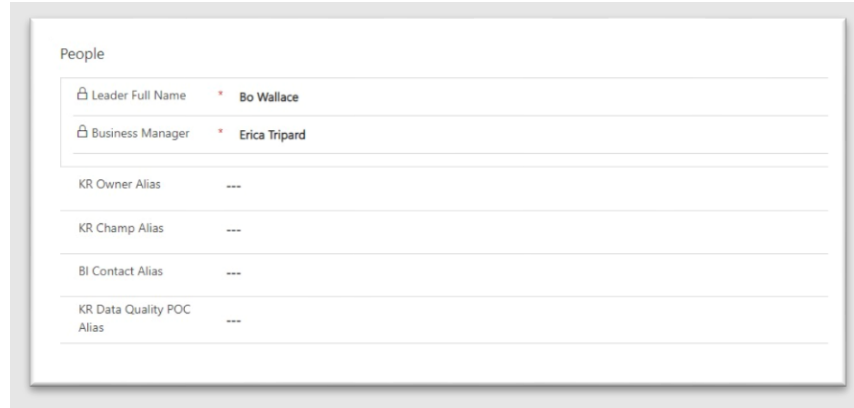 People
Leader Full Name * Bo Wallace
Business Manager * Erica Tripard
KR Owner Alias ---
KR Champ Alias ---
BI Contact Alias ---
KR Data Quality POC
Alias ---